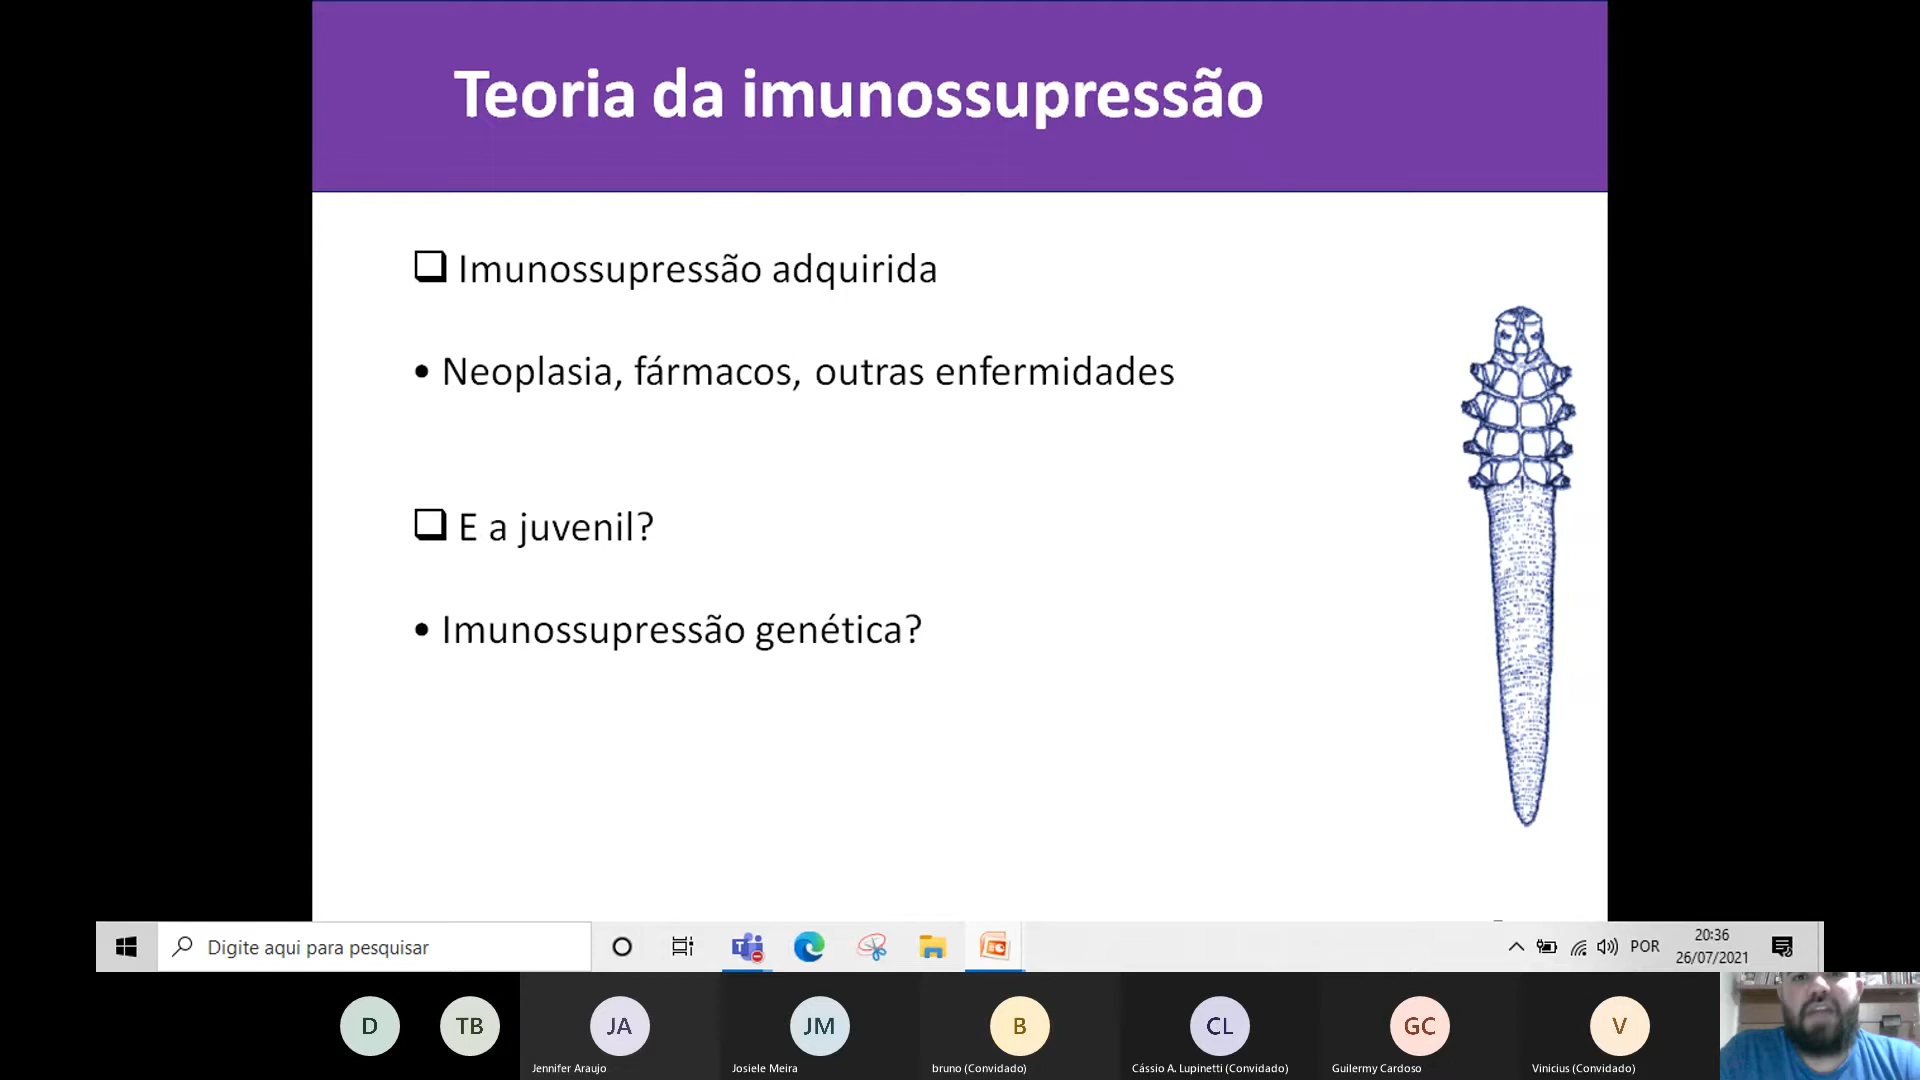 Teoria da imunossupressão
Imunossupressão adquirida
• Neoplasia, fármacos, outras enfermidades
E a juvenil?
• Imunossupressão genética?
Digite aqui para pesquisar
POR
20:36
26/07/2021
D
TB
JA
JM
B
CL
GC
V
Jennifer Araujo
Josiele Meira
bruno (Convidado)
Cássio A. Lupinetti (Convidado)
Guilermy Cardoso
Vinicius (Convidado)